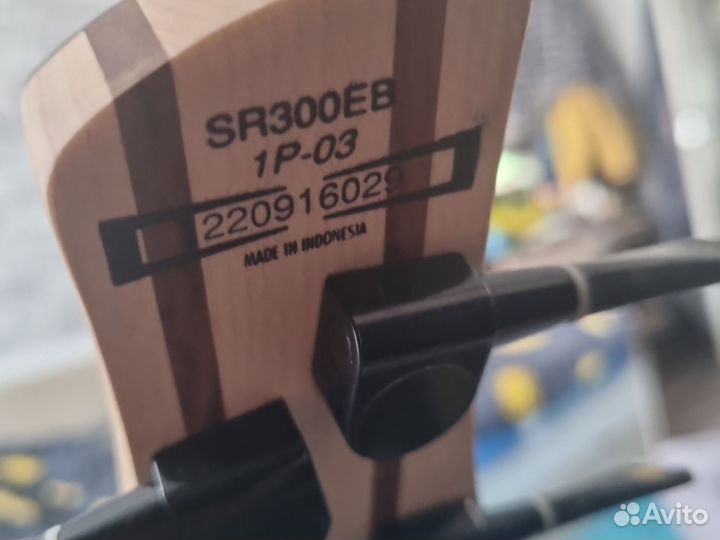 SR300EB
1P-03
220916029
MADE IN INDONESIA
Avito